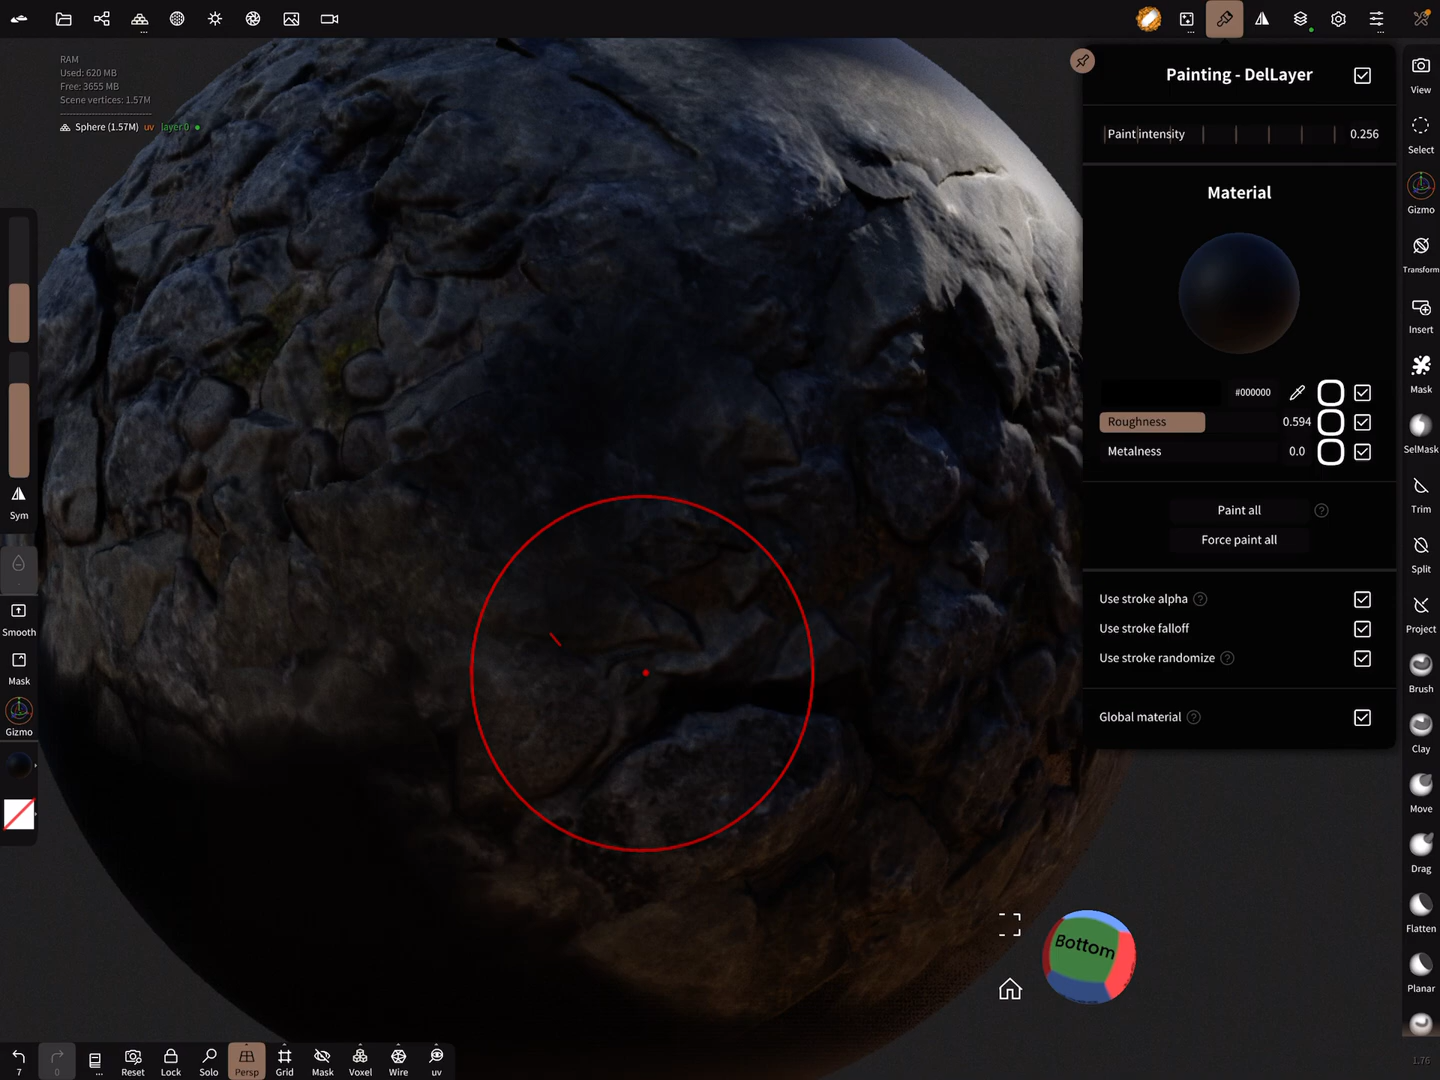 RAM
Used: 620 MB
Free: 3655 MB
Scene vertices: 1.57M
Sphere (1.57M) uv layer 0
Painting - DelLayer
Paint intensity 0.256
Material
#000000
Roughness 0.594
Metalness 0.0
Paint all ?
Force paint all
Use stroke alpha ?
Use stroke falloff
Use stroke randomize ?
Global material ?
View
Select
Gizmo
Transform
Insert
Mask
SelMask
Trim
Split
Project
Brush
Clay
Move
Drag
Flatten
Planar
1.76
Sym
Smooth
Mask
Gizmo
Bottom
7 0 ... Reset Lock Solo Persp Grid Mask Voxel Wire uv